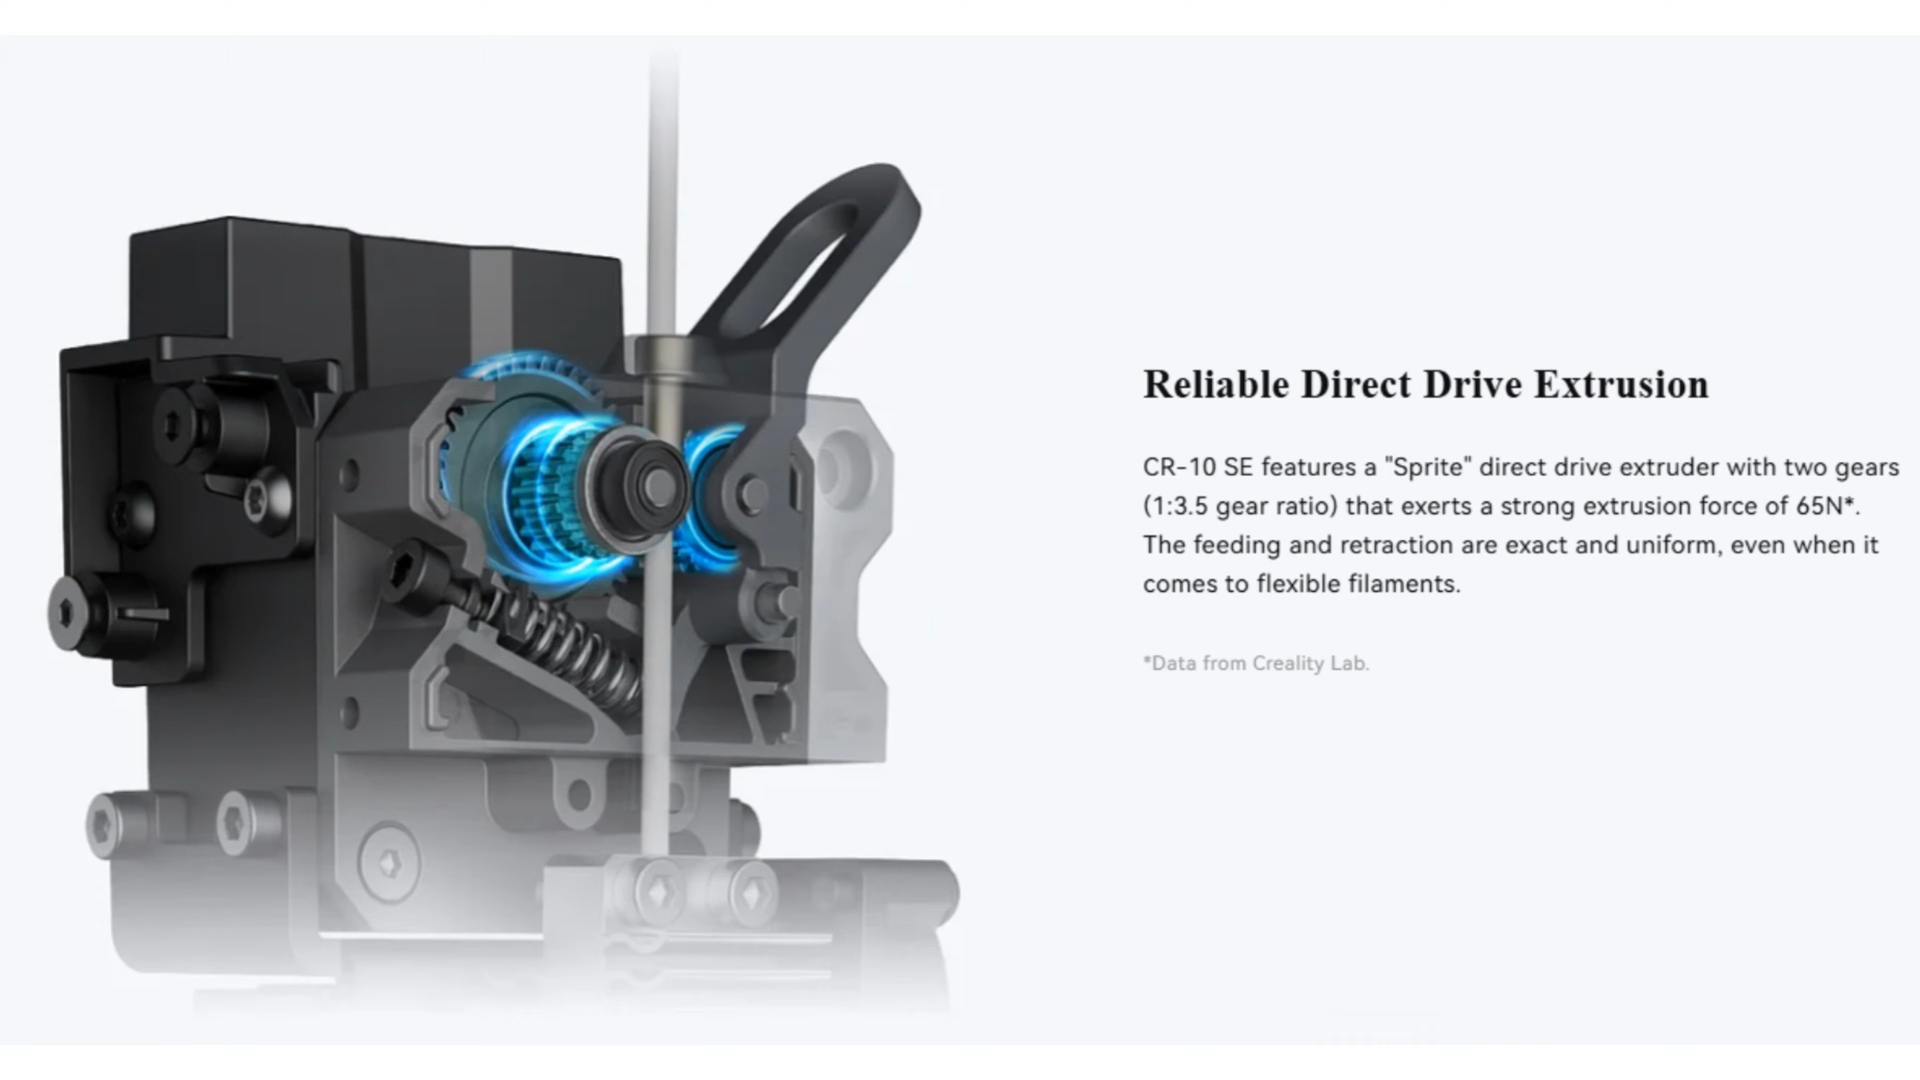 Reliable Direct Drive Extrusion
CR-10 SE features a "Sprite" direct drive extruder with two gears
(1:3.5 gear ratio) that exerts a strong extrusion force of 65N*.
The feeding and retraction are exact and uniform, even when it
comes to flexible filaments.
*Data from Creality Lab.